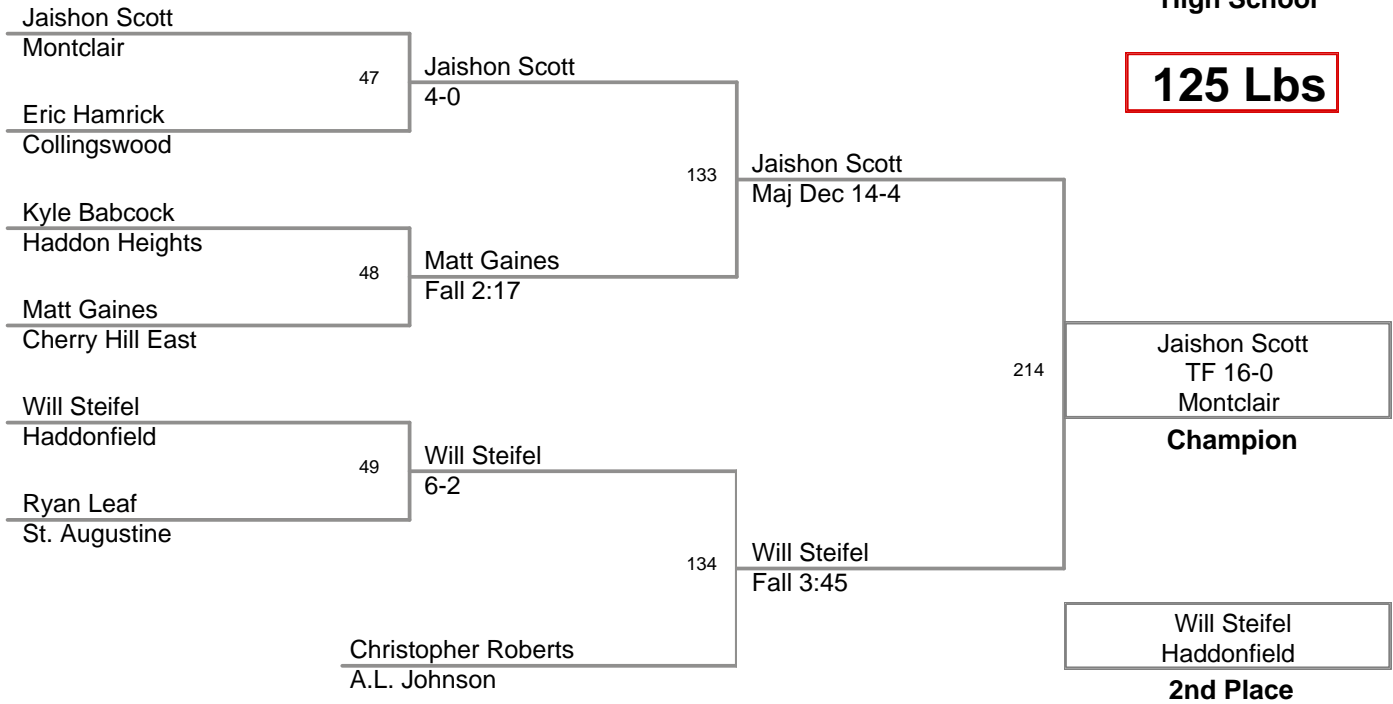 High School
125 Lbs
Jaishon Scott
Montclair
47
Eric Hamrick
Collingswood
Jaishon Scott
4-0
Kyle Babcock
Haddon Heights
48
Matt Gaines
Cherry Hill East
Matt Gaines
Fall 2:17
133
Jaishon Scott
Maj Dec 14-4
Will Steifel
Haddonfield
49
Ryan Leaf
St. Augustine
Will Steifel
6-2
Christopher Roberts
A.L. Johnson
134
Will Steifel
Fall 3:45
214
Jaishon Scott
TF 16-0
Montclair
Champion
Will Steifel
Haddonfield
2nd Place